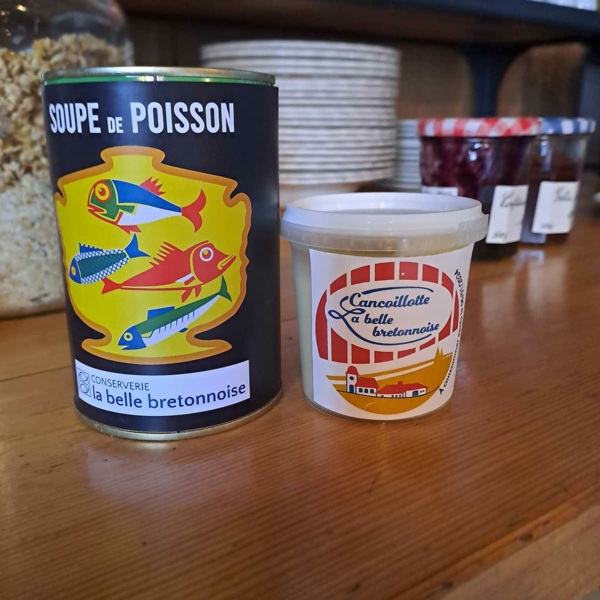 SOUPE DE POISSON
CONSERVERIE
la belle bretonnoise
Cancoillotte
La belle
bretonnoise